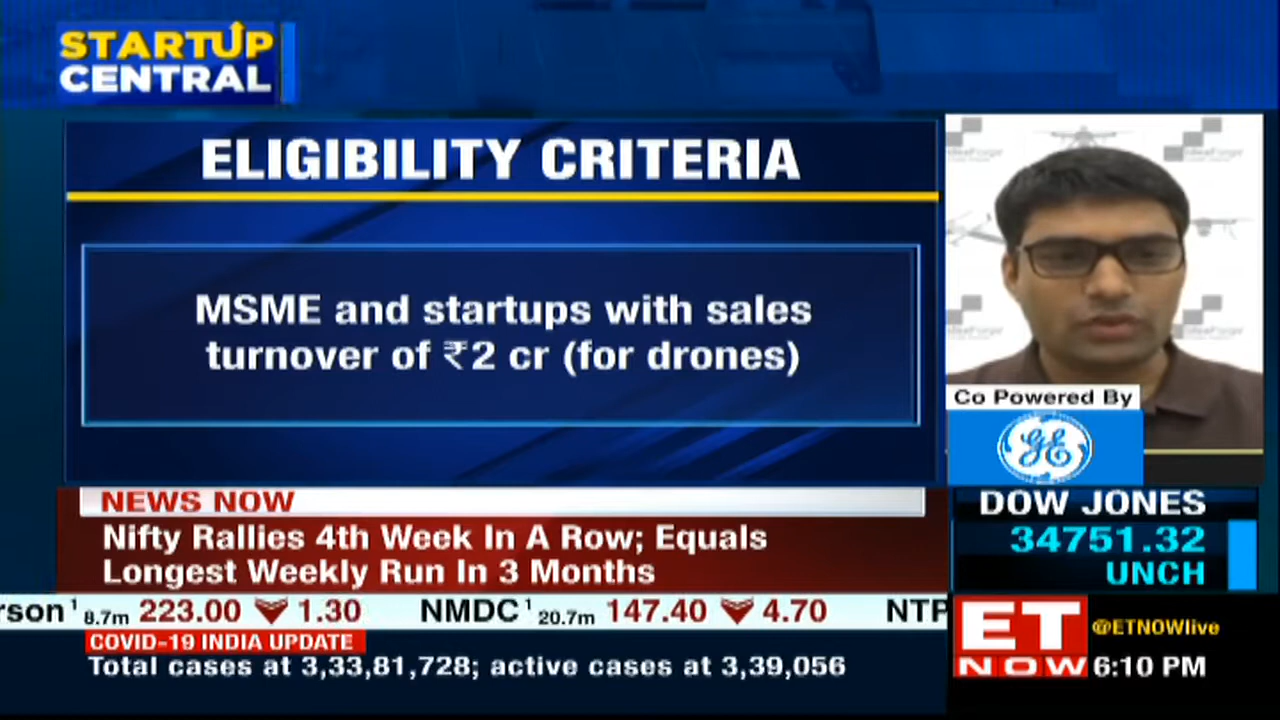 STARTUP
CENTRAL
ELIGIBILITY CRITERIA
MSME and startups with sales
turnover of ₹2 cr (for drones)
Co Powered By
GE
NEWS NOW
Nifty Rallies 4th Week In A Row; Equals
Longest Weekly Run In 3 Months
DOW JONES
34751.32
UNCH
rson¹ 8.7m 223.00 1.30 NMDC¹ 20.7m 147.40 4.70 NTP
COVID-19 INDIA UPDATE
Total cases at 3,33,81,728; active cases at 3,39,056
ET
NOW
@ETNOWlive
6:10 PM